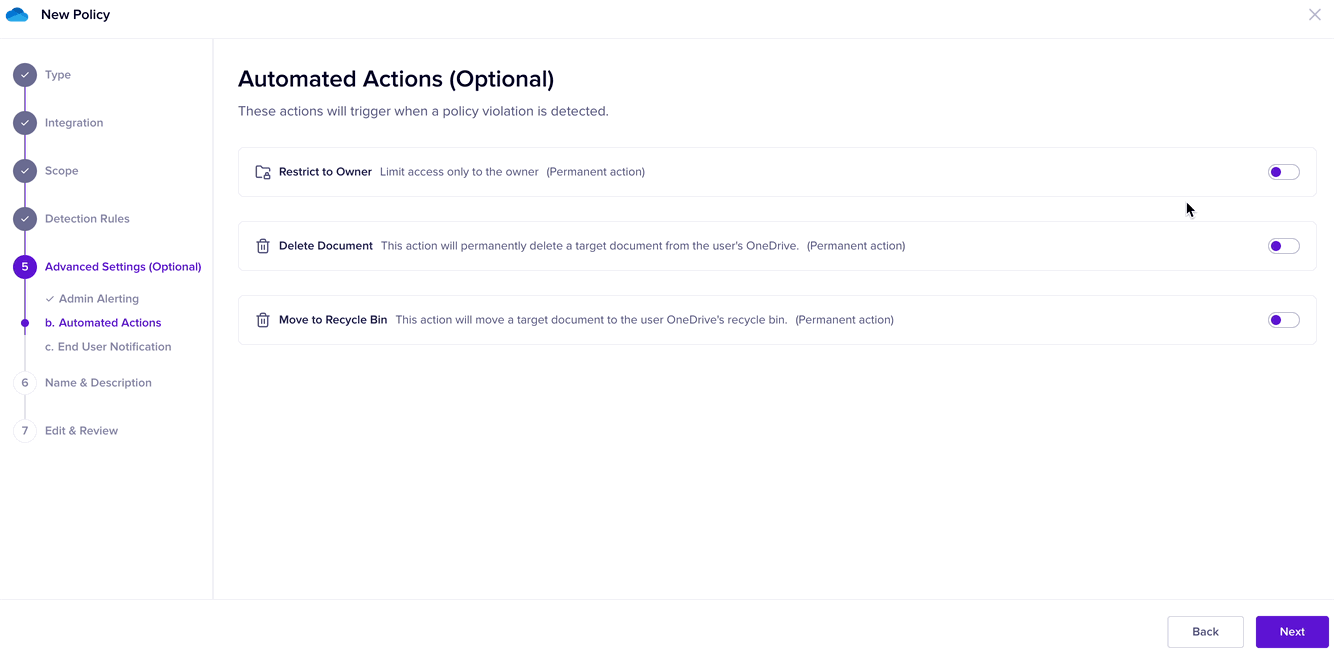 New Policy
Type
Integration
Scope
Detection Rules
5 Advanced Settings (Optional)
Admin Alerting
b. Automated Actions
c. End User Notification
6 Name & Description
7 Edit & Review
Automated Actions (Optional)
These actions will trigger when a policy violation is detected.
Restrict to Owner Limit access only to the owner (Permanent action)
Delete Document This action will permanently delete a target document from the user's OneDrive. (Permanent action)
Move to Recycle Bin This action will move a target document to the user OneDrive's recycle bin. (Permanent action)
Back Next